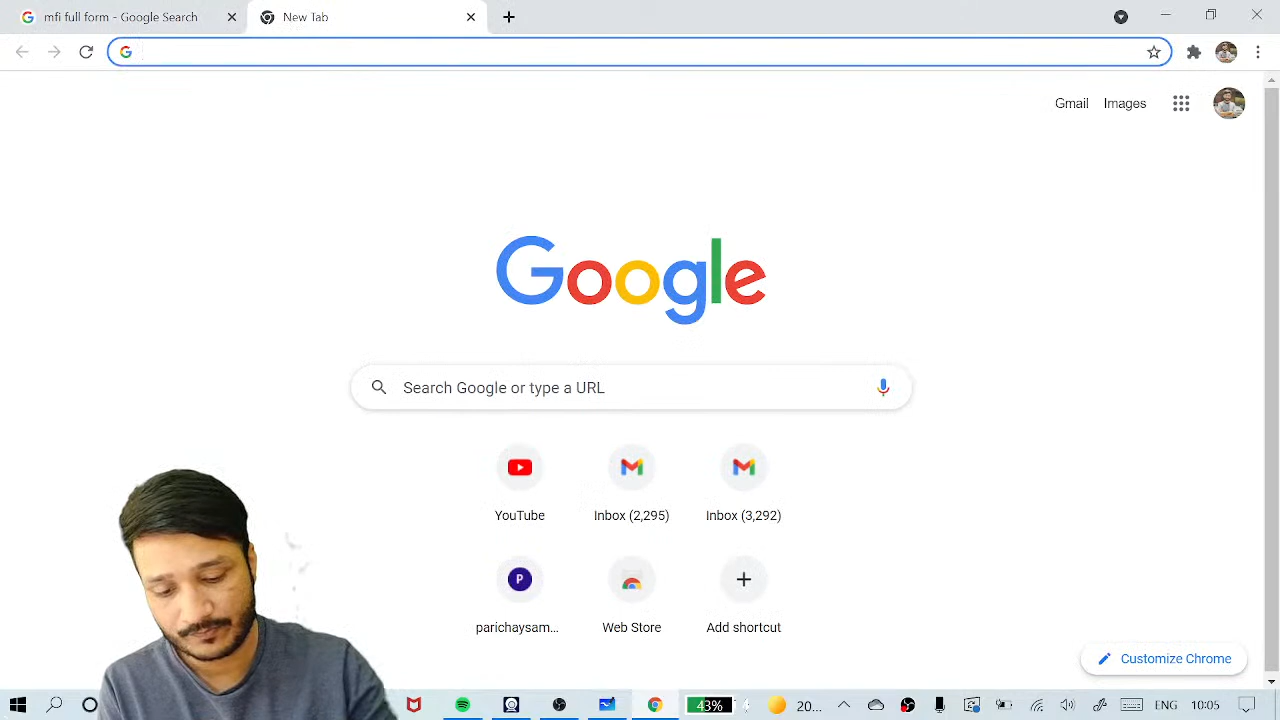 mfi full form - Google Search
New Tab
Gmail Images
Google
Search Google or type a URL
YouTube Inbox (2,295) Inbox (3,292)
P
parichaysam... Web Store Add shortcut
Customize Chrome
43% 20... ENG 10:05